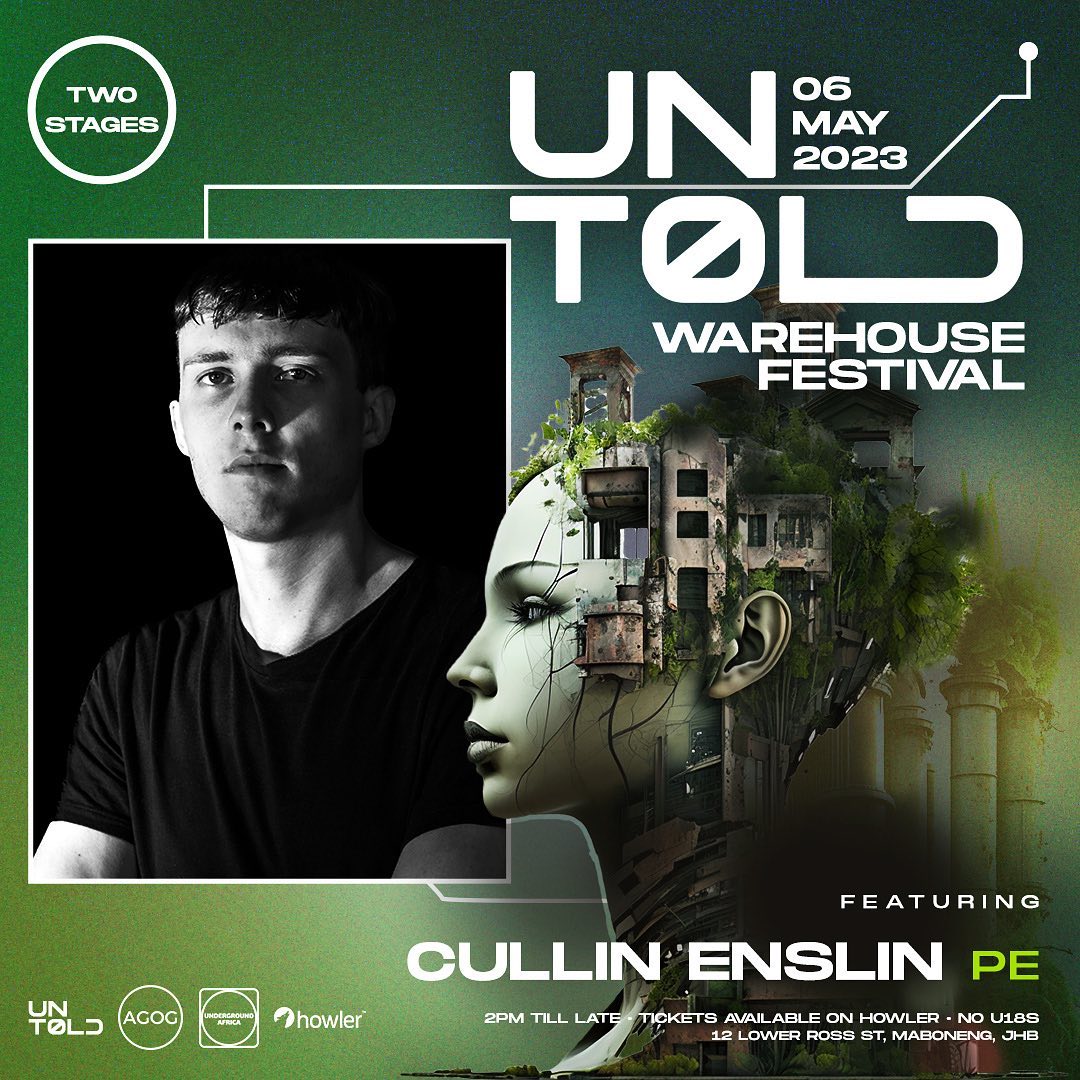 TWO
STAGES
UN
TØLD
06
MAY
2023
WAREHOUSE
FESTIVAL
FEATURING
CULLIN ENSLIN PE
2PM TILL LATE • TICKETS AVAILABLE ON HOWLER • NO U18S
12 LOWER ROSS ST, MABONENG, JHB
UN
TØLD
AGOG
UNDERGROUND
AFRICA
howler